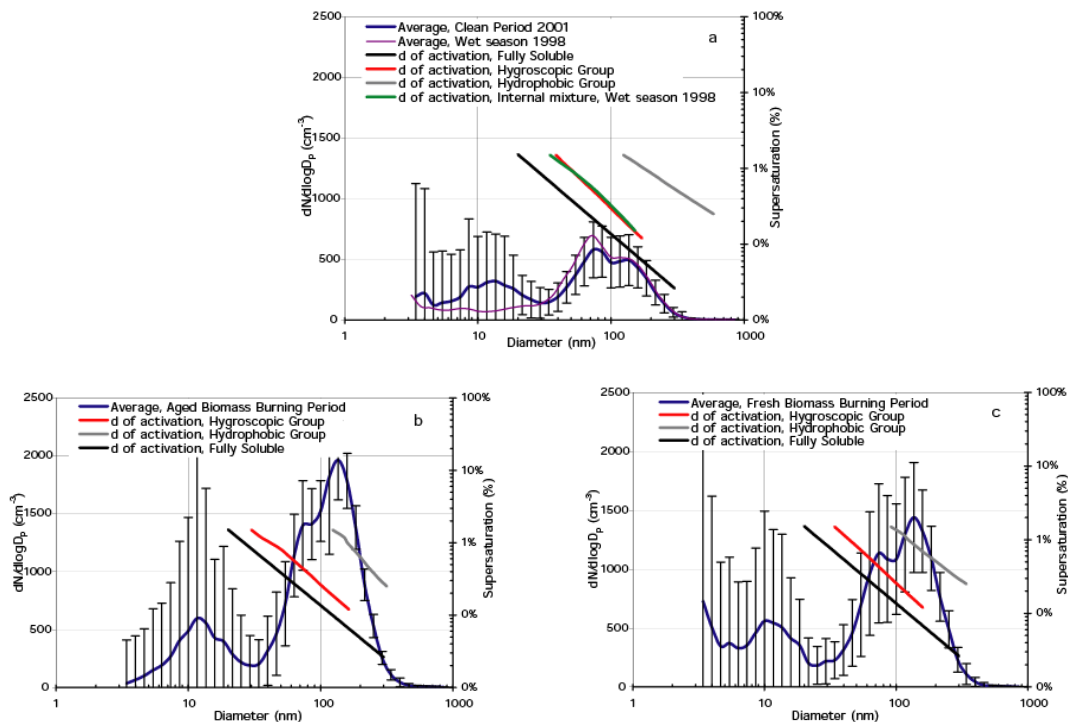 2500
Average, Clean Period 2001
Average, Wet season 1998
d of activation, Fully Soluble
d of activation, Hygroscopic Group
d of activation, Hydrophobic Group
d of activation, Internal mixture, Wet season 1998
a
100%
2000
10%
1500
1%
1000
0%
500
0
0%
dN/dlogDP (cm-3)
Supersaturation (%)
1
10
100
1000
Diameter (nm)
2500
Average, Aged Biomass Burning Period
d of activation, Hygroscopic Group
d of activation, Hydrophobic Group
d of activation, Fully Soluble
b
100%
2000
10%
1500
1%
1000
0%
500
0
0%
dN/dlogDP (cm-3)
Supersaturation (%)
1
10
100
1000
Diameter (nm)
2500
Average, Fresh Biomass Burning Period
d of activation, Hygroscopic Group
d of activation, Hydrophobic Group
d of activation, Fully Soluble
c
100%
2000
10%
1500
1%
1000
0%
500
0
0%
dN/dlogDP (cm-3)
Supersaturation (%)
1
10
100
1000
Diameter (nm)